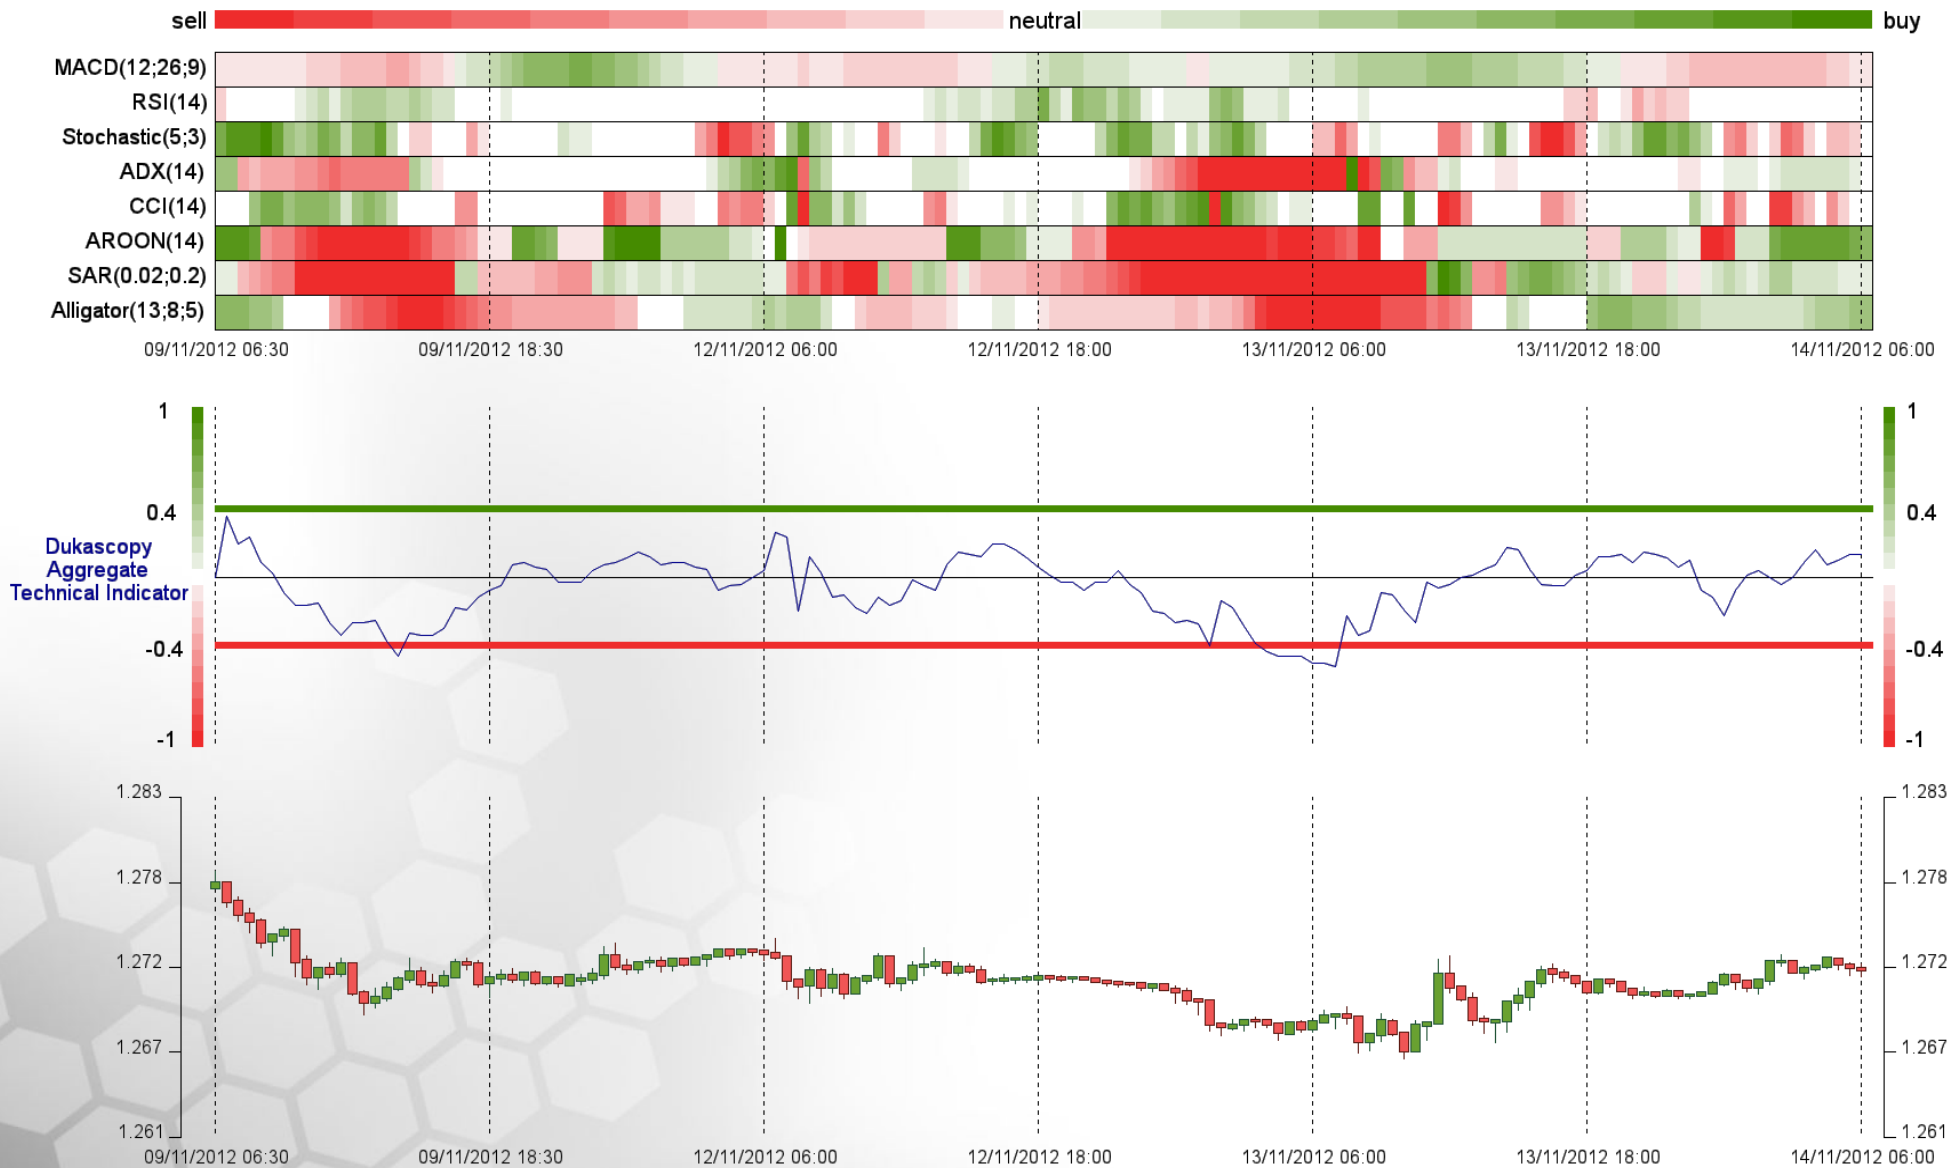 sell neutral buy
MACD(12;26;9)
RSI(14)
Stochastic(5;3)
ADX(14)
CCI(14)
AROON(14)
SAR(0.02;0.2)
Alligator(13;8;5)
09/11/2012 06:30 09/11/2012 18:30 12/11/2012 06:00 12/11/2012 18:00 13/11/2012 06:00 13/11/2012 18:00 14/11/2012 06:00
1 1
0.4 0.4
Dukascopy
Aggregate
Technical Indicator
-0.4 -0.4
-1 -1
1.283 1.283
1.278 1.278
1.272 1.272
1.267 1.267
1.261 1.261
09/11/2012 06:30 09/11/2012 18:30 12/11/2012 06:00 12/11/2012 18:00 13/11/2012 06:00 13/11/2012 18:00 14/11/2012 06:00